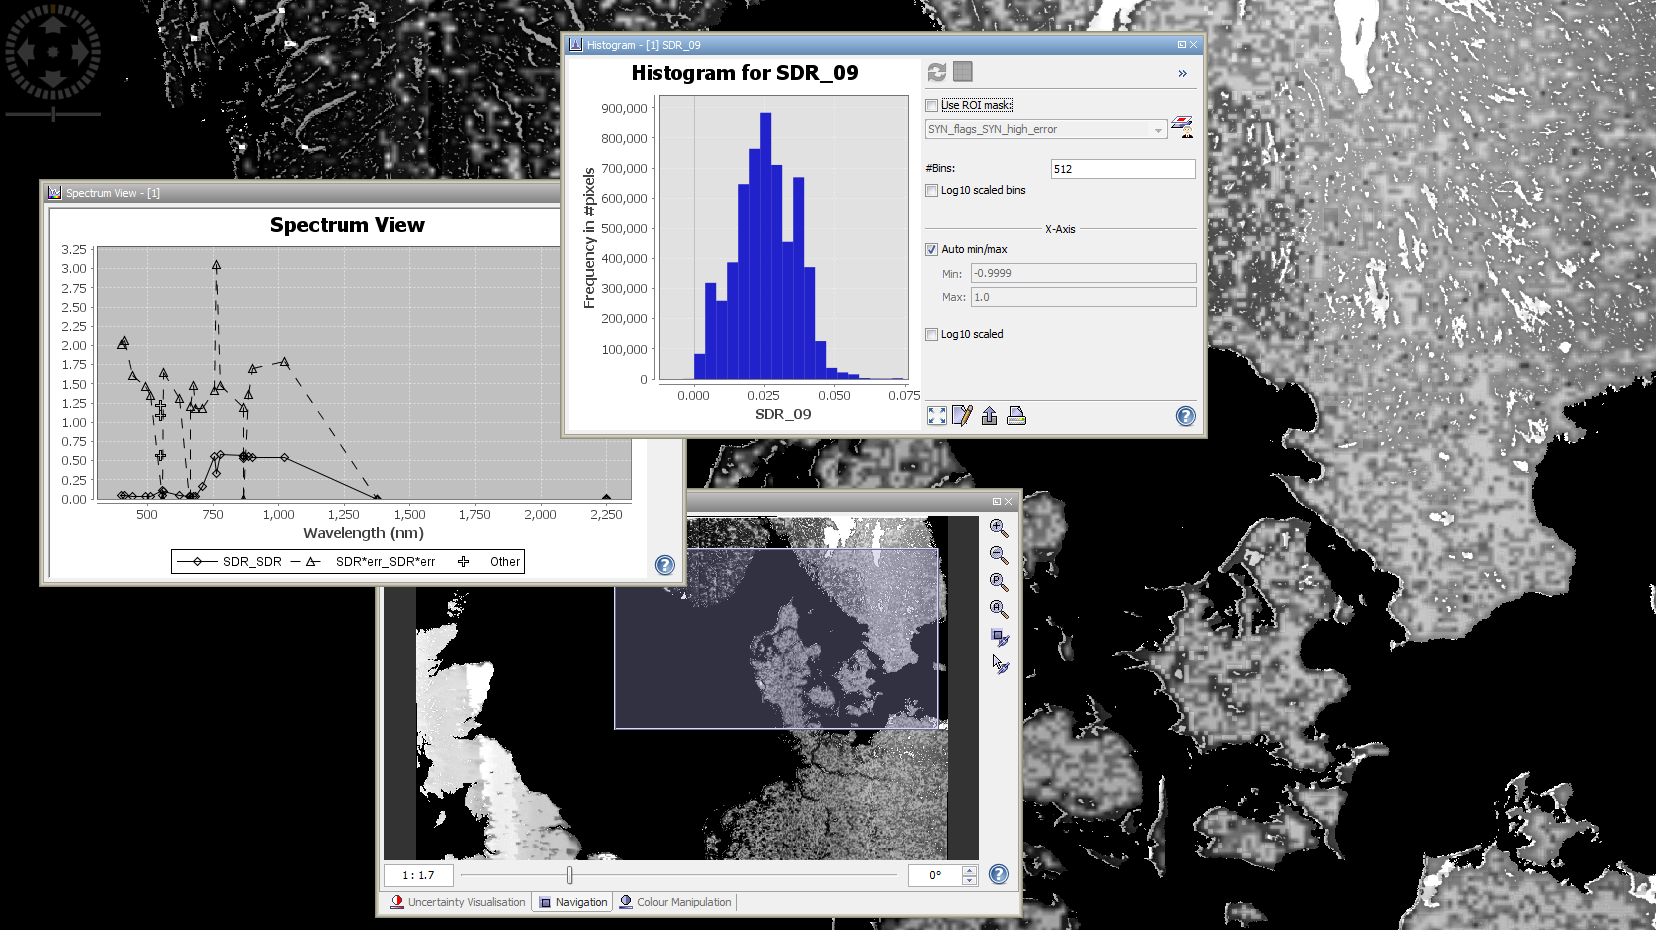 Histogram - [1] SDR_09
Histogram for SDR_09
900,000
800,000
700,000
600,000
500,000
400,000
300,000
200,000
100,000
0
Frequency in #pixels
0.000
0.025
0.050
0.075
SDR_09
»
Use ROI mask:
SYN_flags_SYN_high_error
#Bins:
512
Log10 scaled bins
X-Axis
Auto min/max
Min:
-0.9999
Max:
1.0
Log10 scaled
Spectrum View - [1]
Spectrum View
3.25
3.00
2.75
2.50
2.25
2.00
1.75
1.50
1.25
1.00
0.75
0.50
0.25
0.00
500
750
1,000
1,250
1,500
1,750
2,000
2,250
Wavelength (nm)
SDR_SDR
SDR*err_SDR*err
Other
1 : 1.7
0°
Uncertainty Visualisation
Navigation
Colour Manipulation